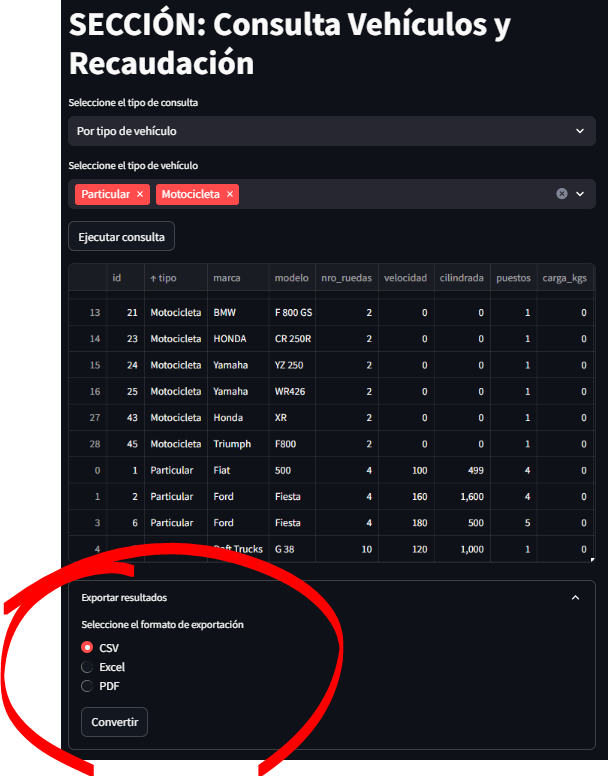 SECCIÓN: Consulta Vehículos y
Recaudación
Seleccione el tipo de consulta
Por tipo de vehículo
Seleccione el tipo de vehículo
Particular × Motocicleta ×
Ejecutar consulta
id ↑ tipo marca modelo nro_ruedas velocidad cilindrada puestos carga_kgs
13 21 Motocicleta BMW F 800 GS 2 0 0 1 0
14 23 Motocicleta HONDA CR 250R 2 0 0 1 0
15 24 Motocicleta Yamaha YZ 250 2 0 0 1 0
16 25 Motocicleta Yamaha WR426 2 0 0 1 0
27 43 Motocicleta Honda XR 2 0 0 1 0
28 45 Motocicleta Triumph F800 2 0 0 1 0
0 1 Particular Fiat 500 4 100 499 4 0
1 2 Particular Ford Fiesta 4 160 1,600 4 0
3 6 Particular Ford Fiesta 4 180 500 5 0
4 Trucks G 38 10 120 1,000 1 0
Exportar resultados
Seleccione el formato de exportación
CSV
Excel
PDF
Convertir